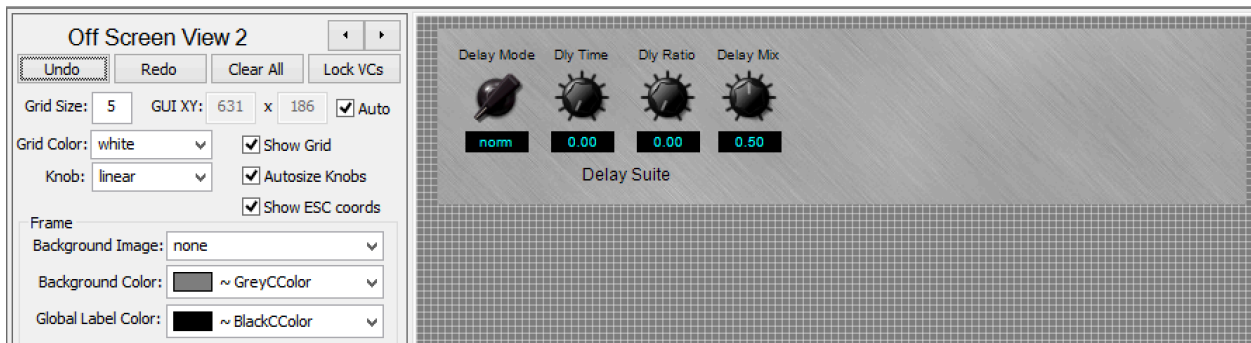 Off Screen View 2
Undo Redo Clear All Lock VCs
Grid Size: 5 GUI XY: 631 x 186 Auto
Grid Color: white Show Grid
Knob: linear Autosize Knobs
Show ESC coords
Frame
Background Image: none
Background Color: ~ GreyCColor
Global Label Color: ~ BlackCColor
Delay Mode Dly Time Dly Ratio Delay Mix
norm 0.00 0.00 0.50
Delay Suite